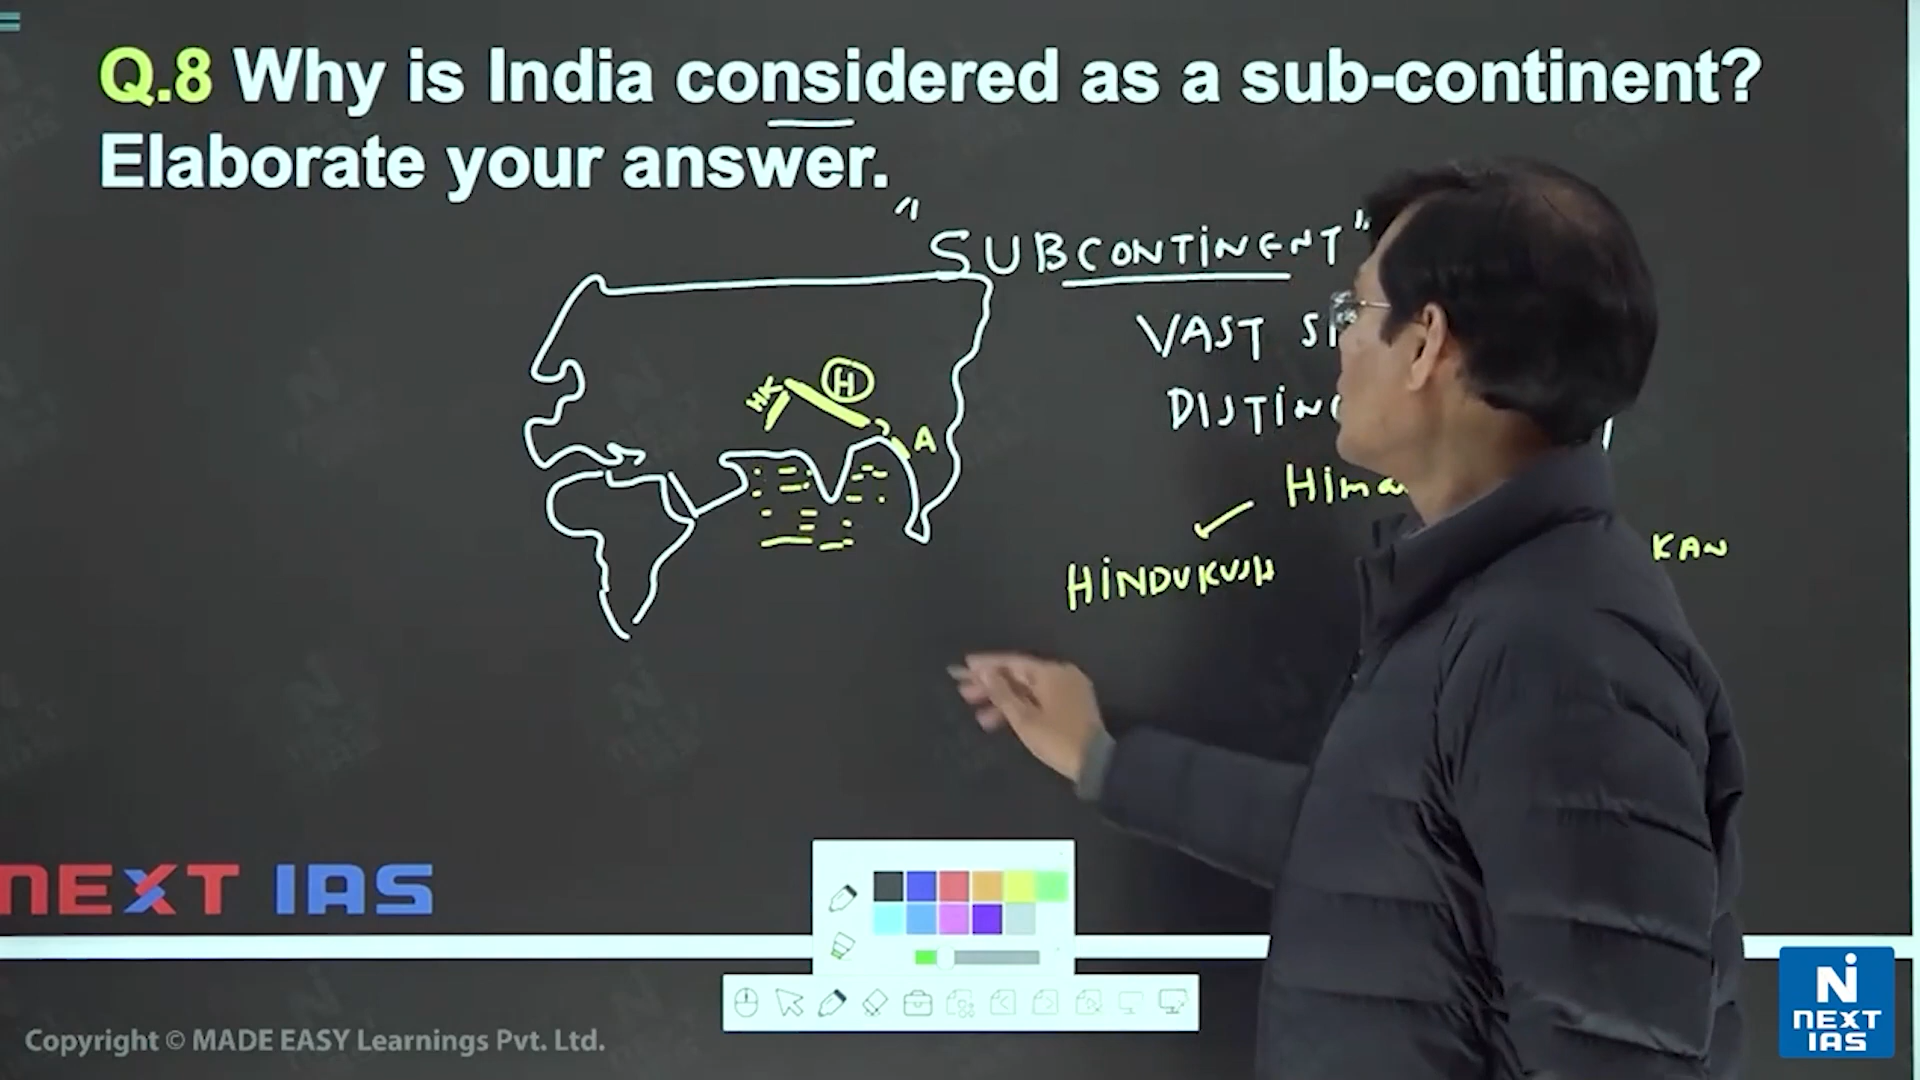 Q.8 Why is India considered as a sub-continent?
Elaborate your answer.
"SUBCONTINENT"
VAST
HK
H
A
HINDUKUSH
KAN
NEXT IAS
Copyright © MADE EASY Learnings Pvt. Ltd.
NEXT
IAS